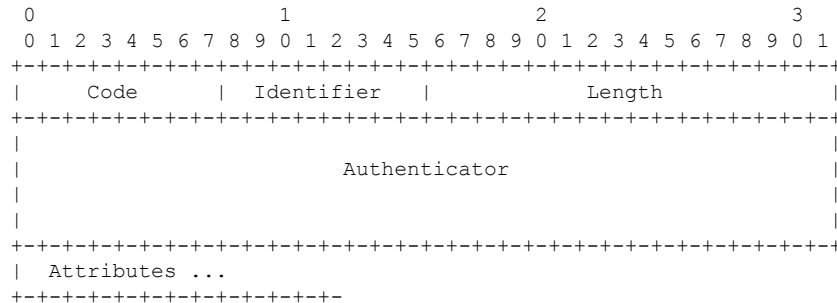 0                   1                   2                   3
 0 1 2 3 4 5 6 7 8 9 0 1 2 3 4 5 6 7 8 9 0 1 2 3 4 5 6 7 8 9 0 1
+-+-+-+-+-+-+-+-+-+-+-+-+-+-+-+-+-+-+-+-+-+-+-+-+-+-+-+-+-+-+-+-+
|     Code      |  Identifier   |            Length             |
+-+-+-+-+-+-+-+-+-+-+-+-+-+-+-+-+-+-+-+-+-+-+-+-+-+-+-+-+-+-+-+-+
|                                                               |
|                         Authenticator                         |
|                                                               |
|                                                               |
+-+-+-+-+-+-+-+-+-+-+-+-+-+-+-+-+-+-+-+-+-+-+-+-+-+-+-+-+-+-+-+-+
|  Attributes ...
+-+-+-+-+-+-+-+-+-+-+-+-+-